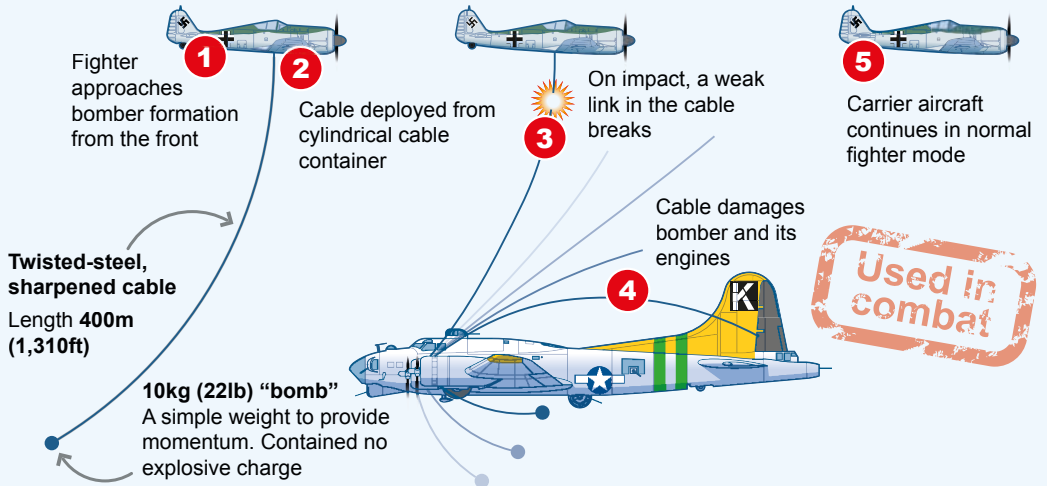 1
Fighter
approaches
bomber formation
from the front
2
Cable deployed from
cylindrical cable
container
3
On impact, a weak
link in the cable
breaks
4
Cable damages
bomber and its
engines
5
Carrier aircraft
continues in normal
fighter mode
Twisted-steel,
sharpened cable
Length 400m
(1,310ft)
10kg (22lb) “bomb”
A simple weight to provide
momentum. Contained no
explosive charge
K
Used in
combat